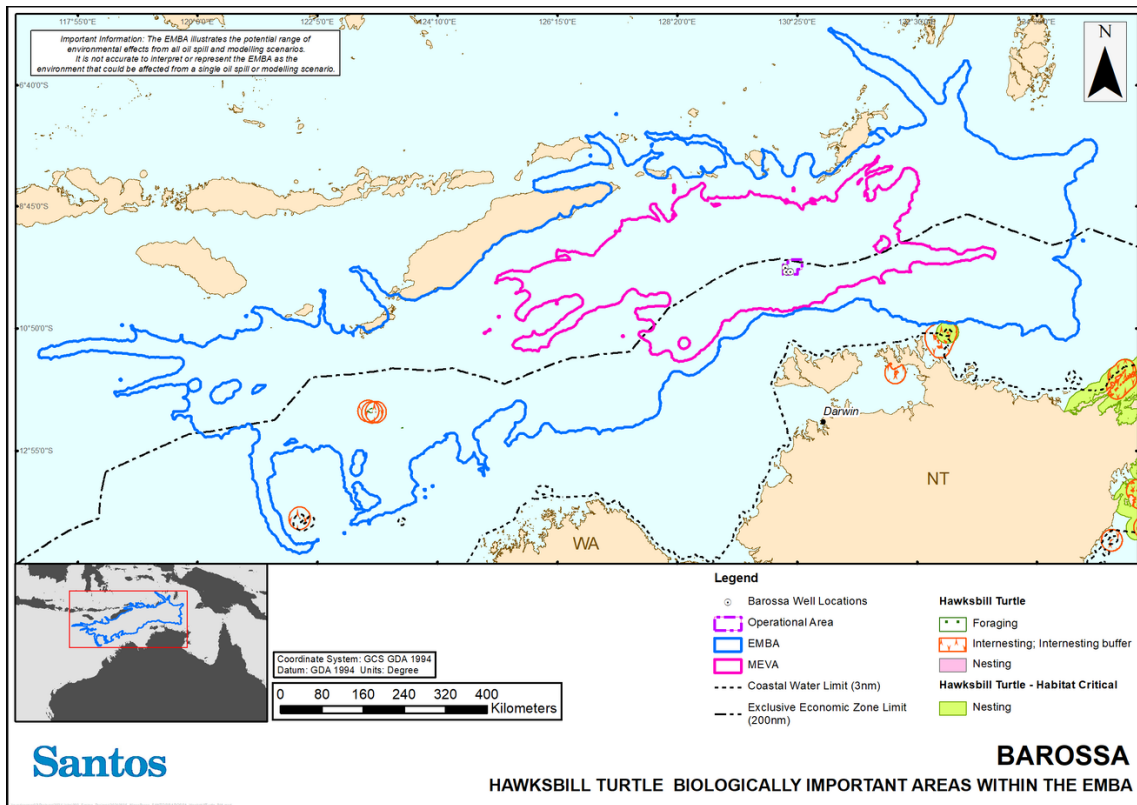 117°55'0"E 120°0'0"E 122°5'0"E 124°10'0"E 126°15'0"E 128°20'0"E 130°25'0"E
Important Information: The EMBA illustrates the potential range of
environmental effects from all oil spill and modelling scenarios.
It is not accurate to interpret or represent the EMBA as the
environment that could be affected from a single oil spill or modelling scenario.
N
6°40'0"S
8°45'0"S
10°50'0"S
12°55'0"S
Darwin
NT
WA
Coordinate System: GCS GDA 1994
Datum: GDA 1994 Units: Degree
0 80 160 240 320 400
Kilometers
Legend
Barossa Well Locations
Operational Area
EMBA
MEVA
Coastal Water Limit (3nm)
Exclusive Economic Zone Limit
(200nm)
Hawksbill Turtle
Foraging
Internesting; Internesting buffer
Nesting
Hawksbill Turtle - Habitat Critical
Nesting
Santos
BAROSSA
HAWKSBILL TURTLE BIOLOGICALLY IMPORTANT AREAS WITHIN THE EMBA